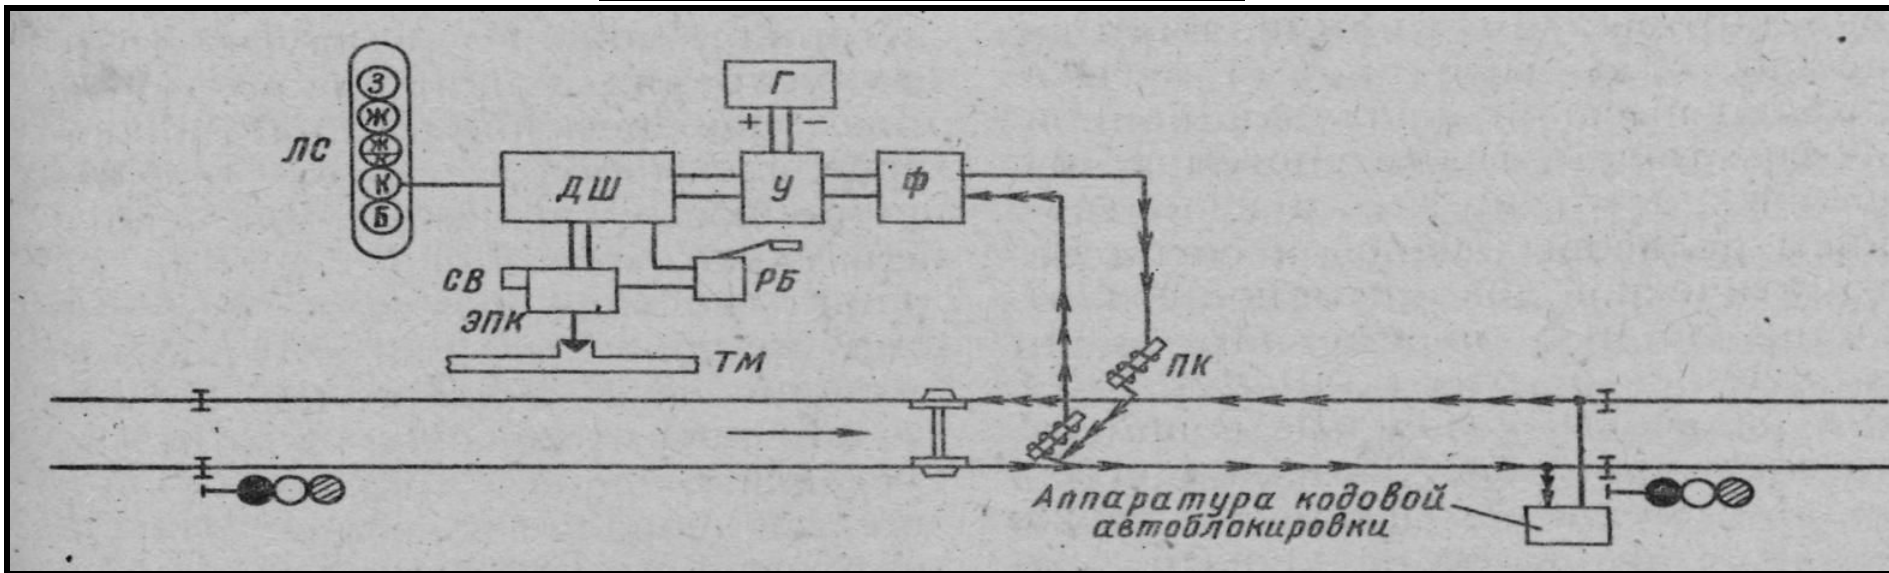 З
Ж
Ж
К
К
Б
ЛС
ДШ
Г
+ −
У
Ф
СВ
ЭПК
РБ
ТМ
ПК
Аппаратура кодовой
автоблокировки